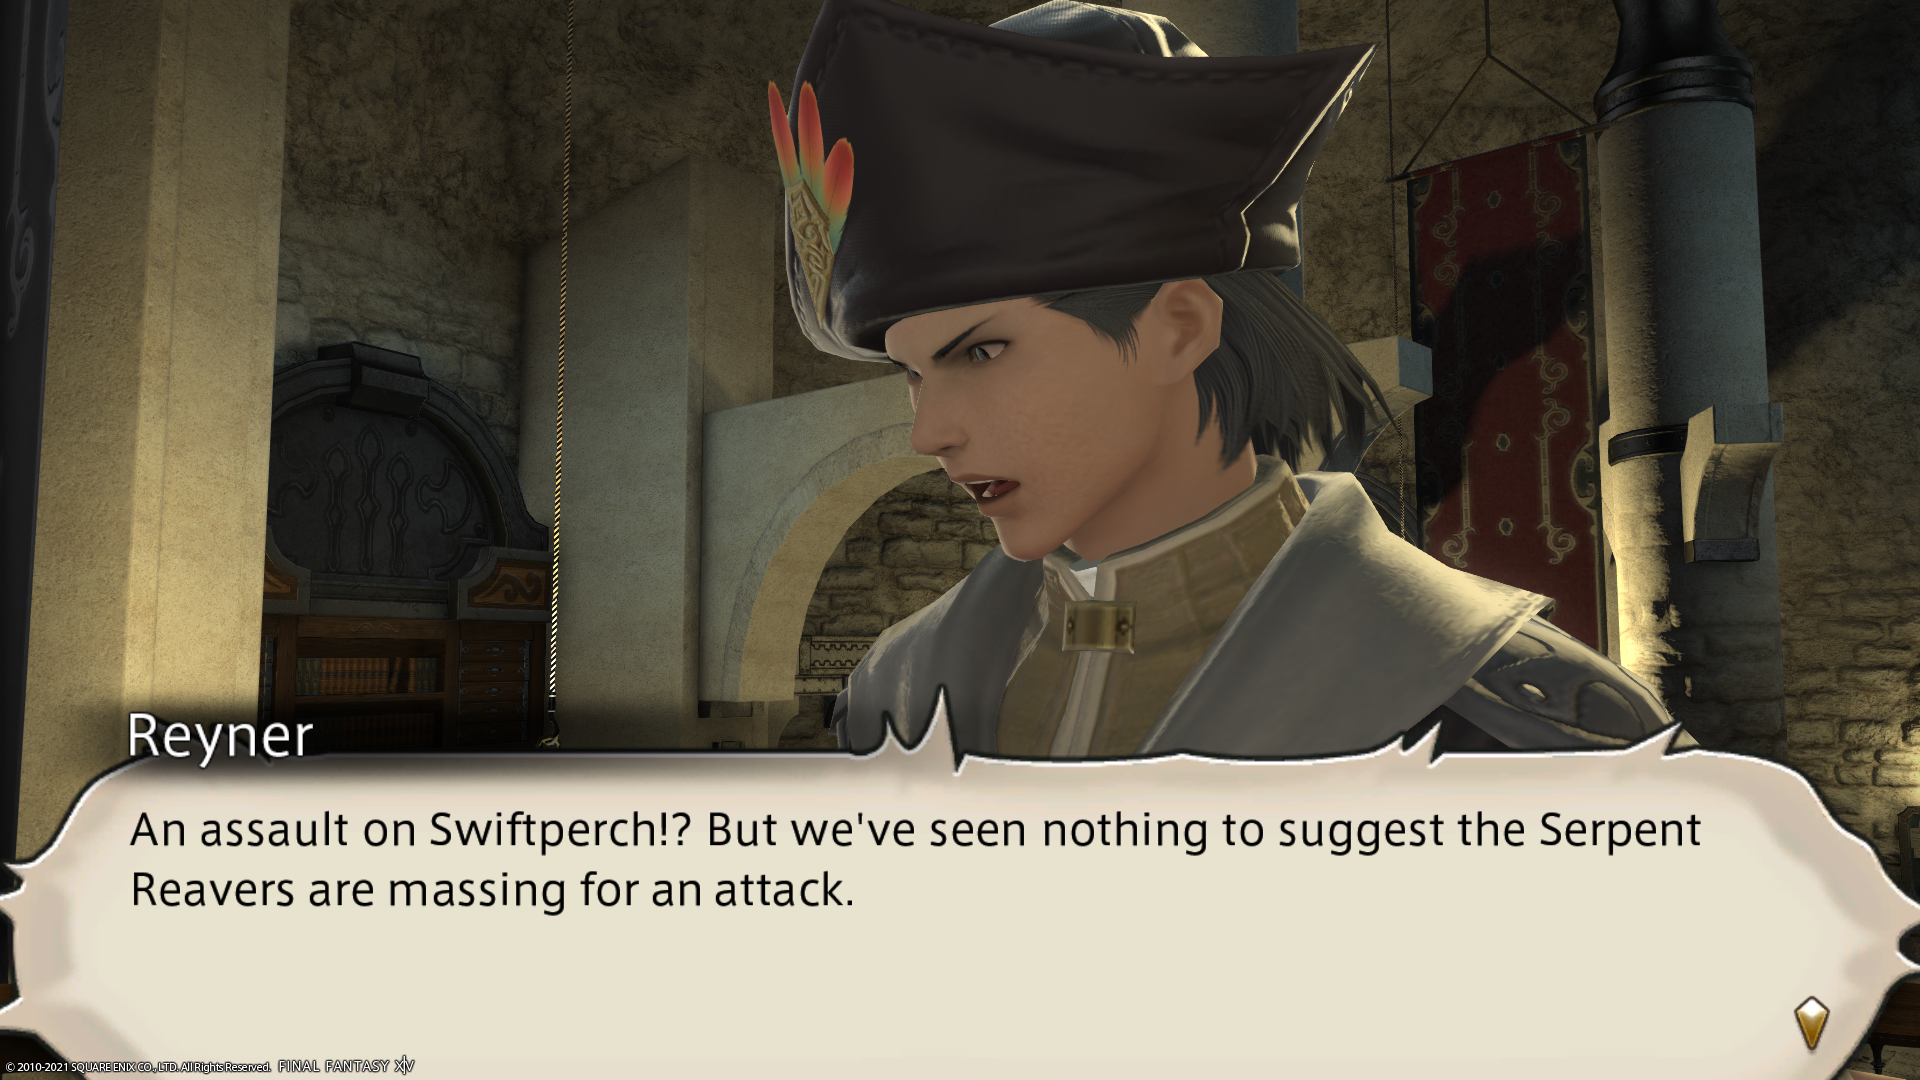 Reyner
An assault on Swiftperch!? But we've seen nothing to suggest the Serpent
Reavers are massing for an attack.
© 2010-2021 SQUARE ENIX CO., LTD. All Rights Reserved. FINAL FANTASY XIV